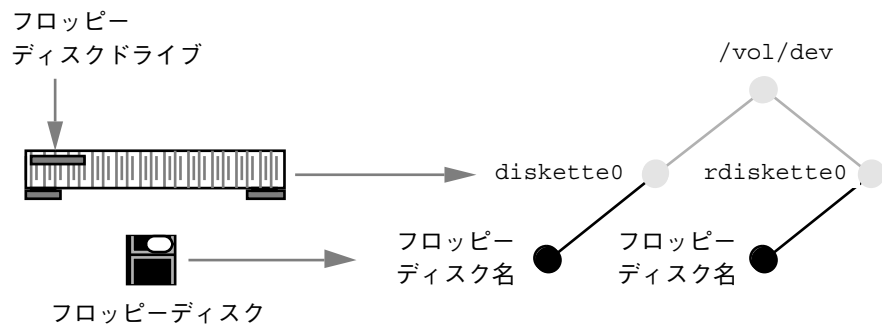 フロッピー
ディスクドライブ
/vol/dev
diskette0
rdiskette0
フロッピー
ディスク名
フロッピー
ディスク名
フロッピーディスク